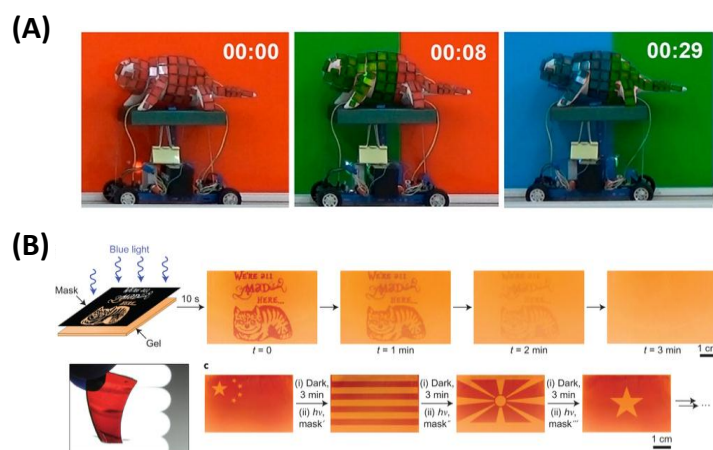 (A)
00:00
00:08
00:29
(B)
Blue light
Mask
Gel
10 s
WE'RE All
MaD
HERE...
t = 0
t = 1 min
t = 2 min
t = 3 min
1 cm
c
(i) Dark,
3 min
(ii) hν,
mask′
(i) Dark,
3 min
(ii) hν,
mask″
(i) Dark,
3 min
(ii) hν,
mask‴
...
1 cm